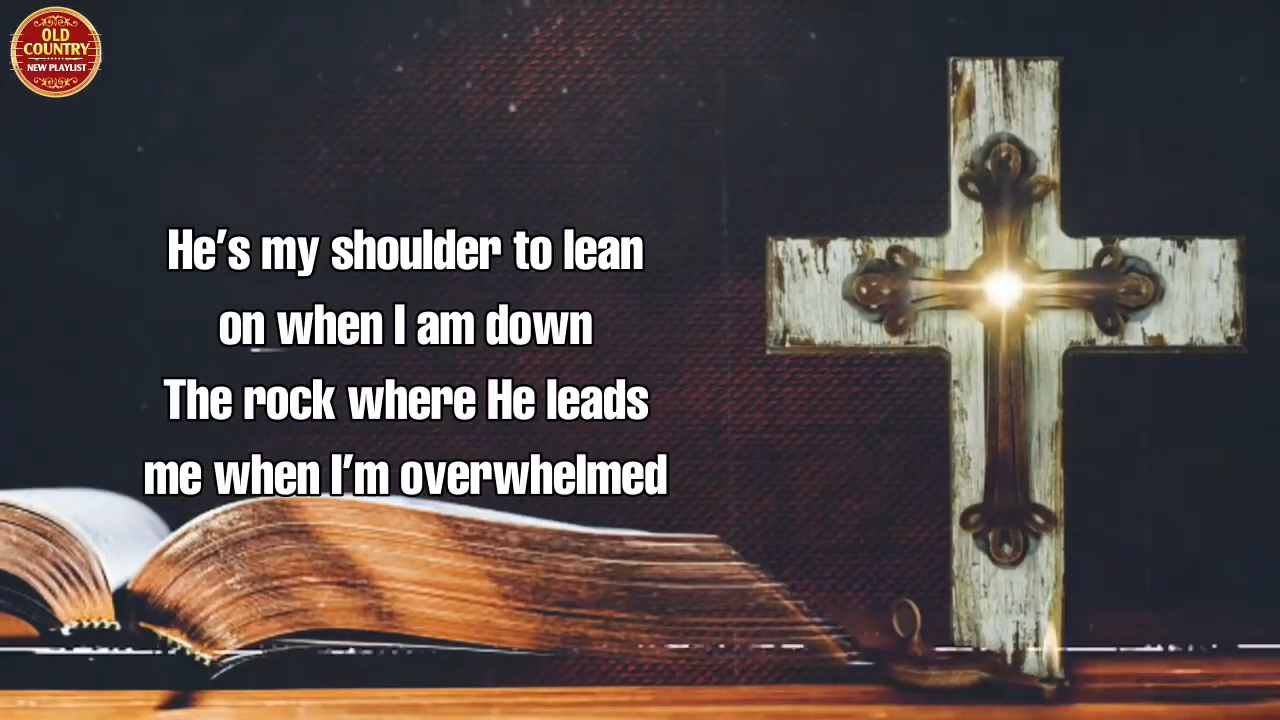 OLD
COUNTRY
NEW PLAYLIST
He's my shoulder to lean
on when I am down
The rock where He leads
me when I'm overwhelmed